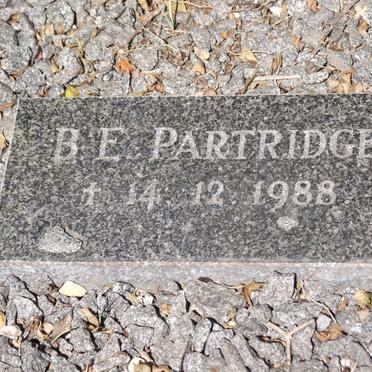 B. E. PARTRIDGE
† 14. 12. 1988